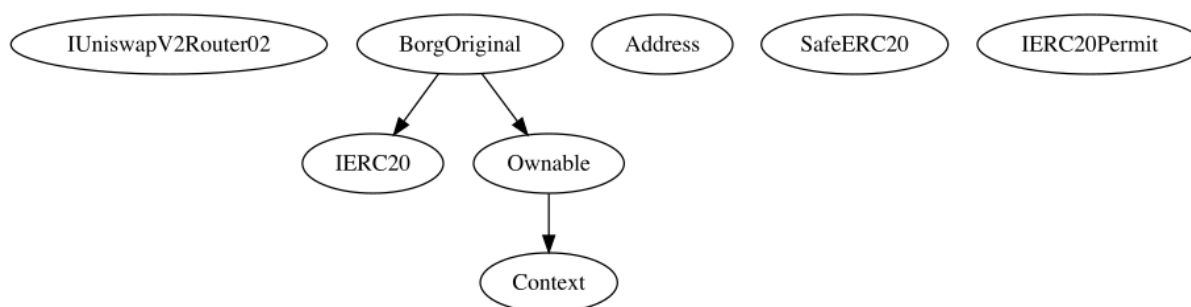 IUniswapV2Router02
BorgOriginal
Address
SafeERC20
IERC20Permit
IERC20
Ownable
Context